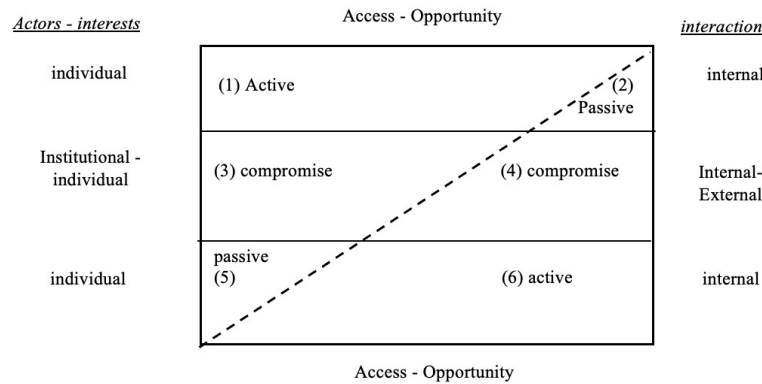 Actors - interests
Access - Opportunity
interaction
individual
(1) Active
(2)
Passive
internal
Institutional -
individual
(3) compromise
(4) compromise
Internal-
External
individual
passive
(5)
(6) active
internal
Access - Opportunity